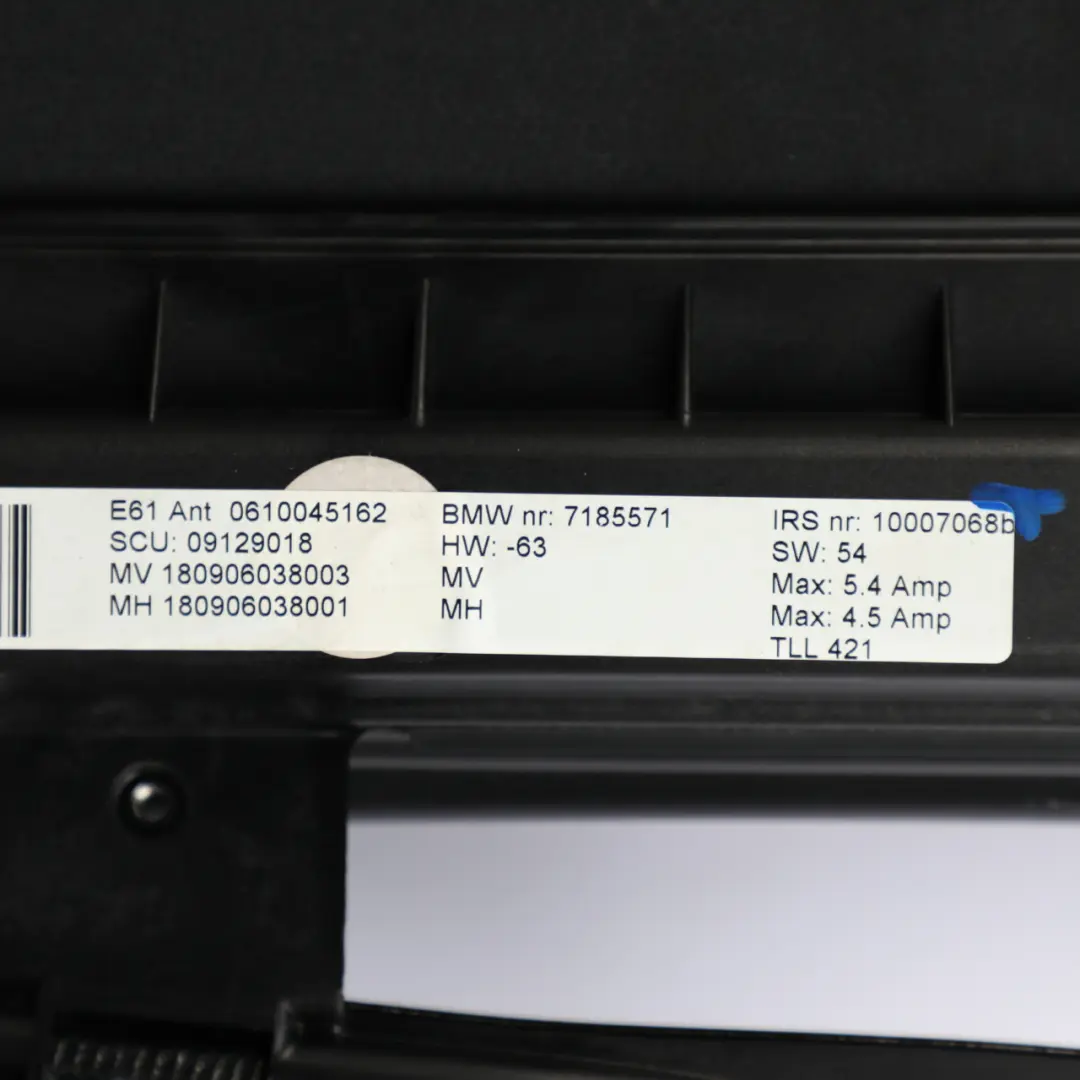 E61 Ant 0610045162 BMW nr: 7185571 IRS nr: 10007068b
SCU: 09129018 HW: -63 SW: 54
MV 180906038003 MV Max: 5.4 Amp
MH 180906038001 MH Max: 4.5 Amp
TLL 421